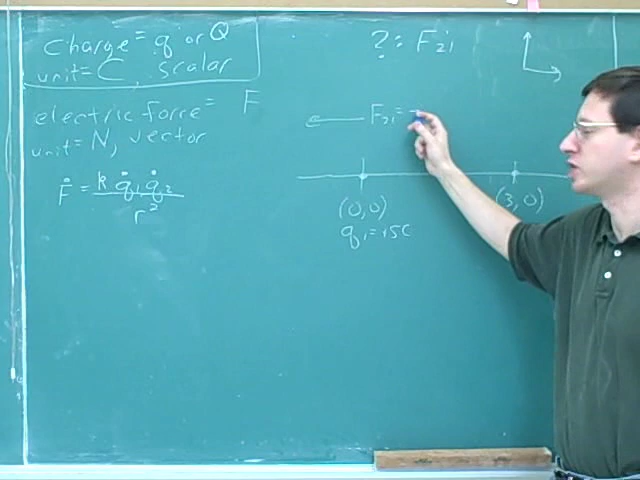 charge = q or Q
unit = C, scalar
electric force = F
unit = N, vector
F = k q1 q2
r²
? : F21
F21 = -
(0,0)
(3,0)
q1 = +5C